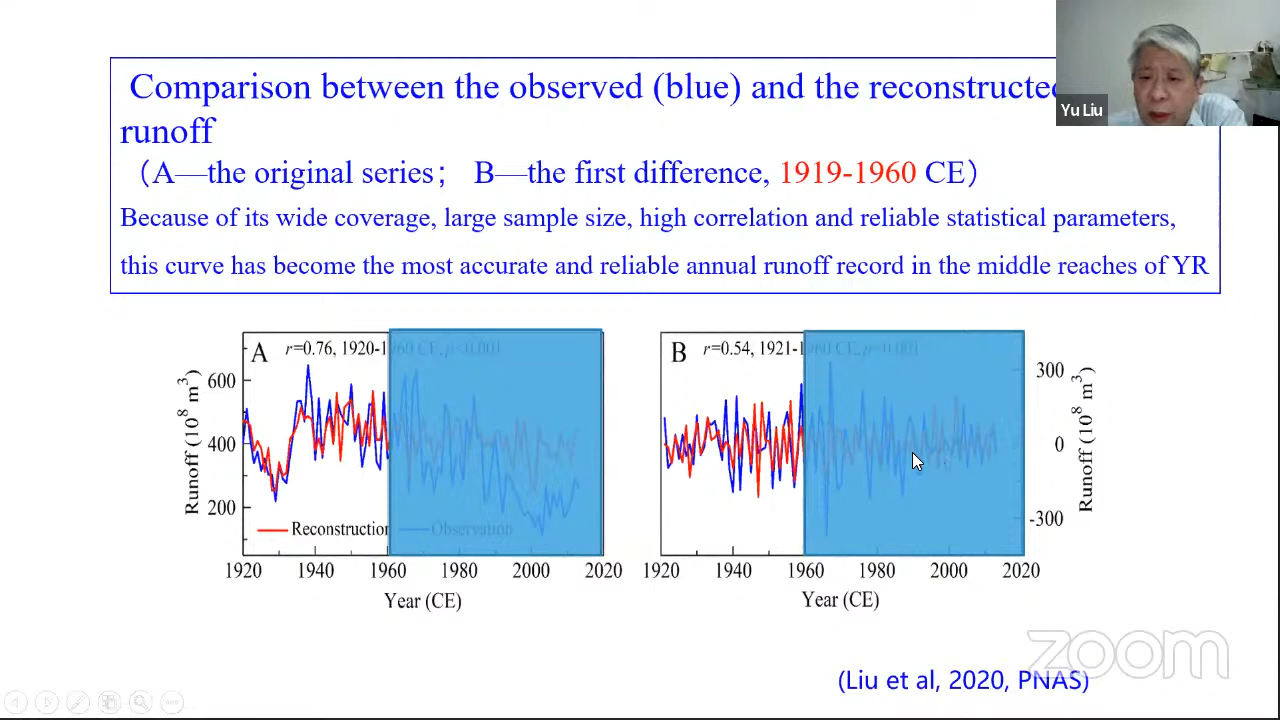 Comparison between the observed (blue) and the reconstructed
runoff
（A—the original series； B—the first difference, 1919-1960 CE）
Because of its wide coverage, large sample size, high correlation and reliable statistical parameters,
this curve has become the most accurate and reliable annual runoff record in the middle reaches of YR
Yu Liu
A r=0.76, 1920-1960 CE, p<0.001
Runoff (10⁸ m³)
600
400
200
Reconstruction Observation
1920 1940 1960 1980 2000 2020
Year (CE)
B r=0.54, 1921-1960 CE, p<0.001
300
0
-300
Runoff (10⁸ m³)
1920 1940 1960 1980 2000 2020
Year (CE)
zoom
(Liu et al, 2020, PNAS)